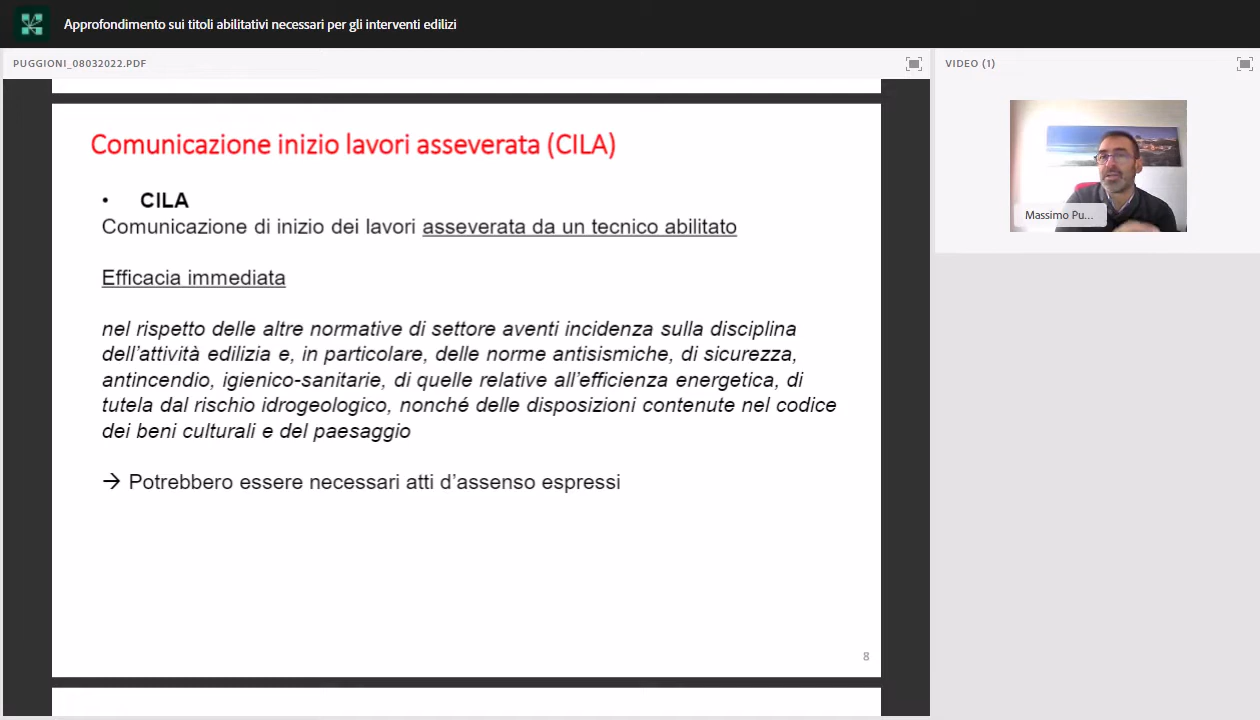 Approfondimento sui titoli abilitativi necessari per gli interventi edilizi
PUGGIONI_08032022.PDF
VIDEO (1)
Comunicazione inizio lavori asseverata (CILA)
• CILA
Comunicazione di inizio dei lavori asseverata da un tecnico abilitato
Efficacia immediata
nel rispetto delle altre normative di settore aventi incidenza sulla disciplina
dell'attività edilizia e, in particolare, delle norme antisismiche, di sicurezza,
antincendio, igienico-sanitarie, di quelle relative all'efficienza energetica, di
tutela dal rischio idrogeologico, nonché delle disposizioni contenute nel codice
dei beni culturali e del paesaggio
→ Potrebbero essere necessari atti d'assenso espressi
8
Massimo Pu...